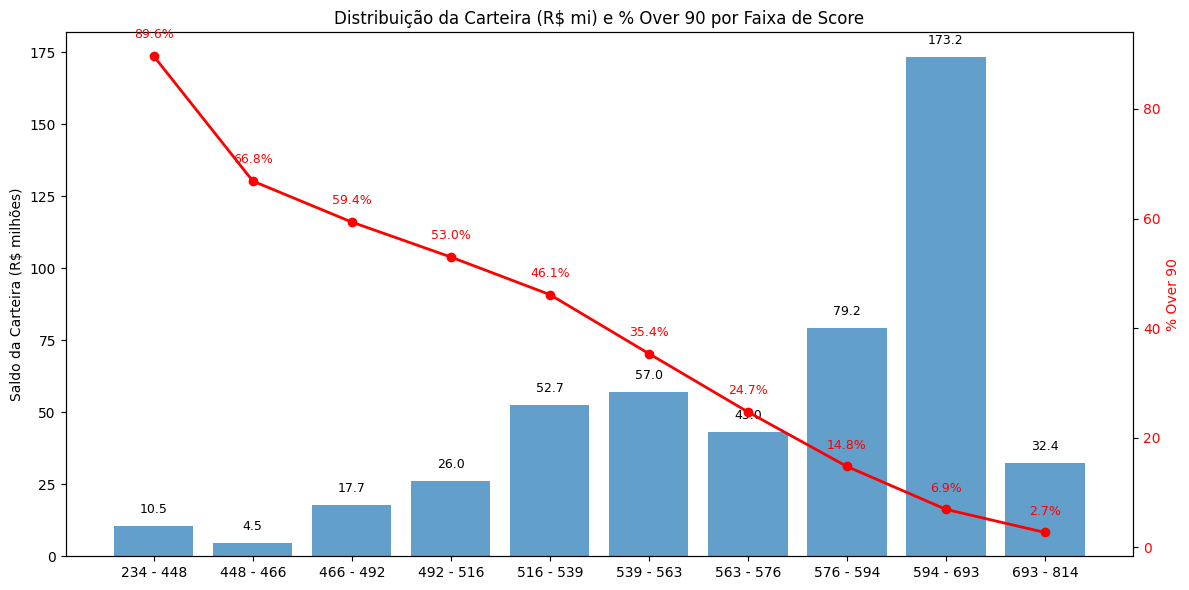 Distribuição da Carteira (R$ mi) e % Over 90 por Faixa de Score
Saldo da Carteira (R$ milhões)
175
150
125
100
75
50
25
0
80
60
40
20
0
% Over 90
89.6%
66.8%
59.4%
53.0%
46.1%
35.4%
24.7%
14.8%
6.9%
2.7%
10.5
4.5
17.7
26.0
52.7
57.0
43.0
79.2
173.2
32.4
234 - 448
448 - 466
466 - 492
492 - 516
516 - 539
539 - 563
563 - 576
576 - 594
594 - 693
693 - 814